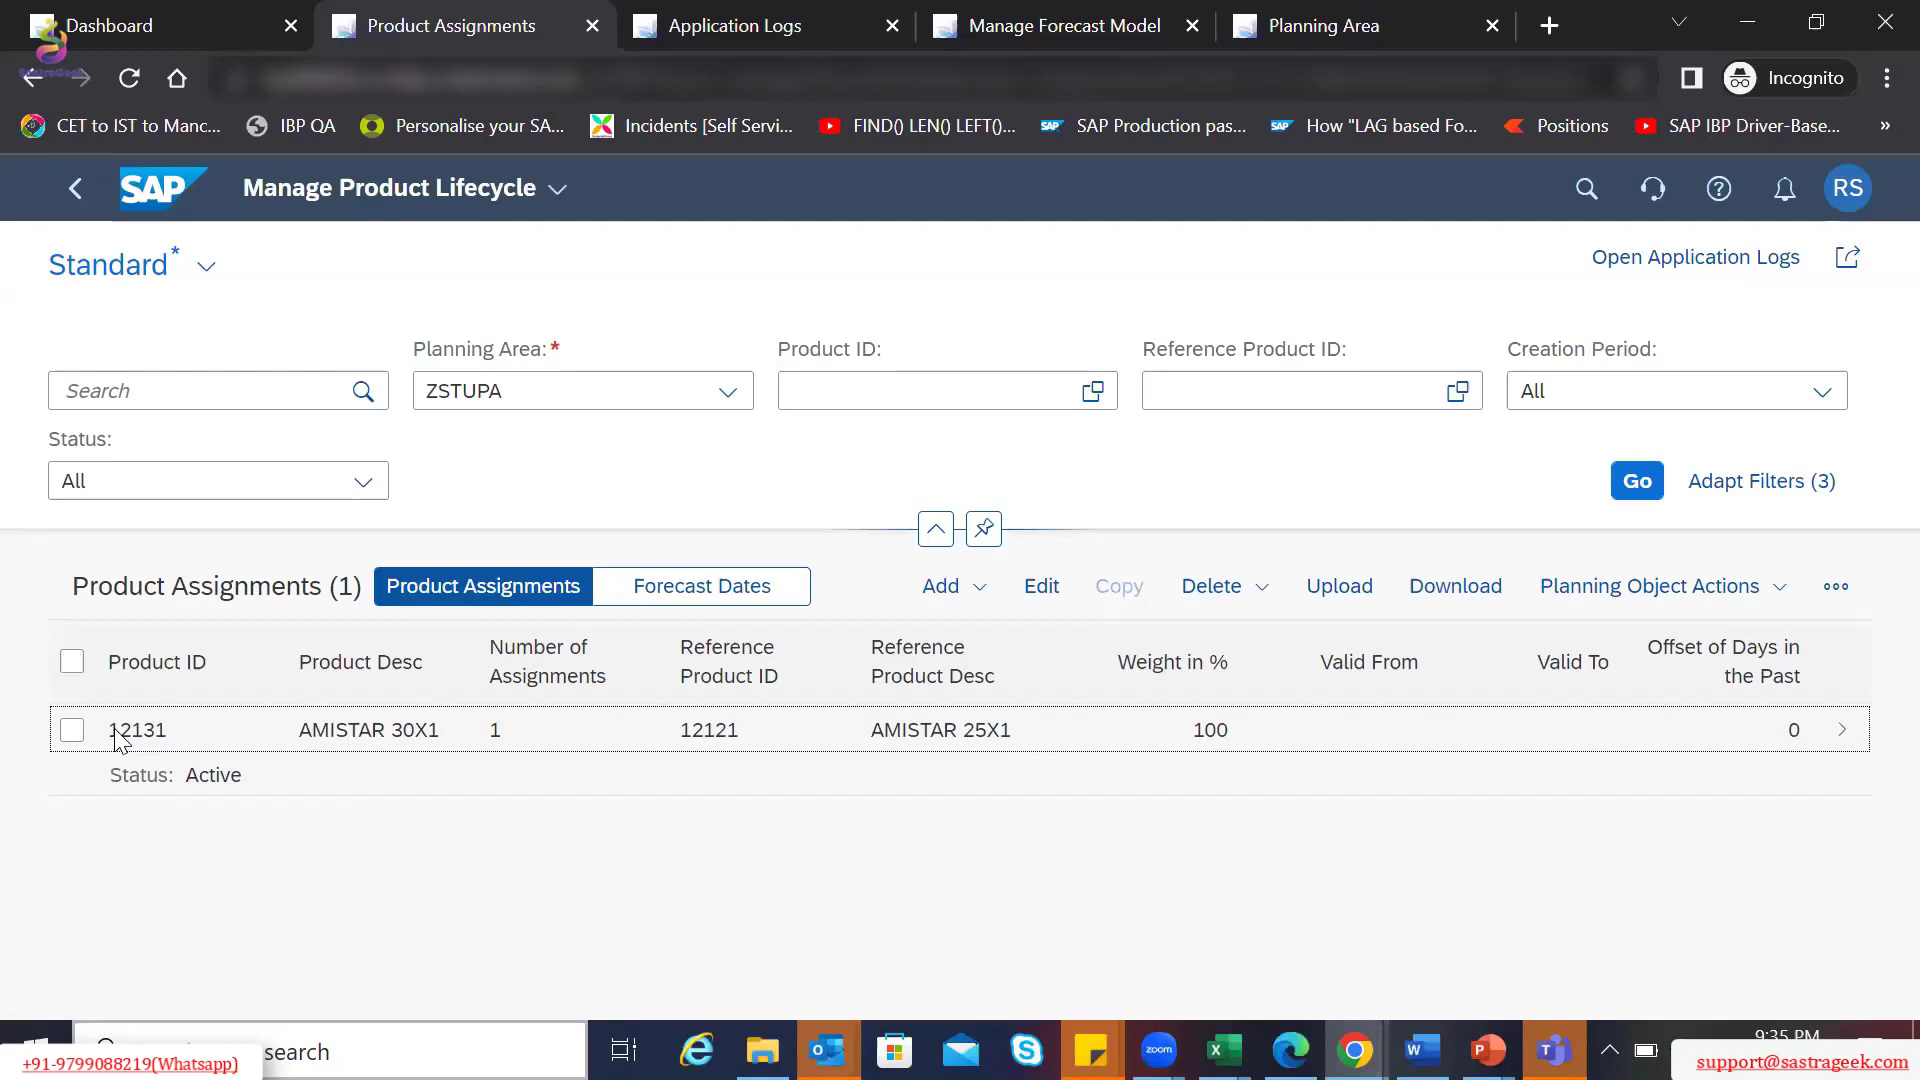 Dashboard
Product Assignments
Application Logs
Manage Forecast Model
Planning Area
Incognito
CET to IST to Manc...
IBP QA
Personalise your SA...
Incidents [Self Servi...
FIND() LEN() LEFT()...
SAP Production pas...
How "LAG based Fo...
Positions
SAP IBP Driver-Base...
»
SAP
Manage Product Lifecycle
RS
Standard*
Open Application Logs
Planning Area:*
Product ID:
Reference Product ID:
Creation Period:
Search
ZSTUPA
All
Status:
All
Go
Adapt Filters (3)
Product Assignments (1)
Product Assignments
Forecast Dates
Add
Edit
Copy
Delete
Upload
Download
Planning Object Actions
Product ID
Product Desc
Number of
Assignments
Reference
Product ID
Reference
Product Desc
Weight in %
Valid From
Valid To
Offset of Days in
the Past
12131
AMISTAR 30X1
1
12121
AMISTAR 25X1
100
0
Status: Active
search
zoom
9:35 PM
+91-9799088219(Whatsapp)
support@sastrageek.com